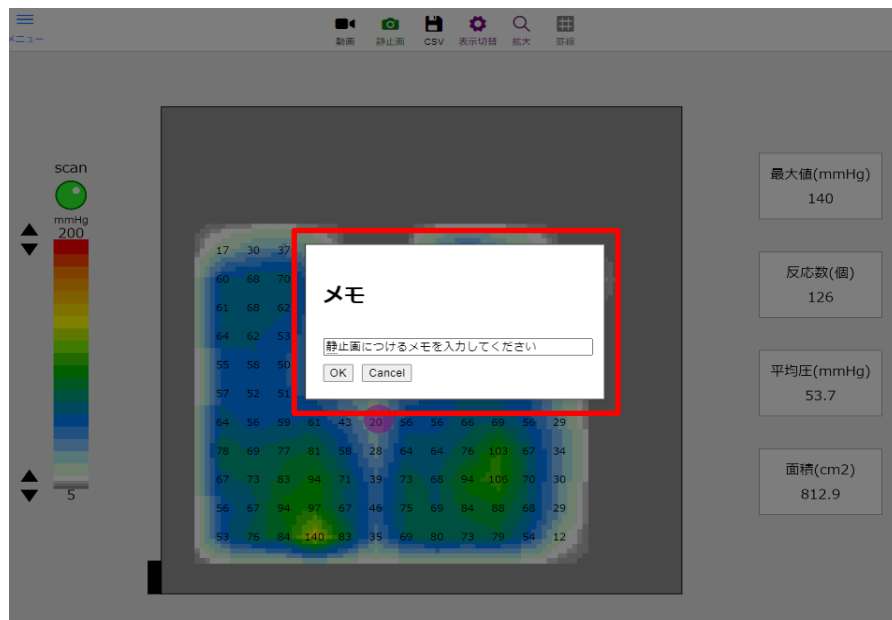 メニュー
動画 静止画 CSV 表示切替 拡大 罫線
scan
mmHg
200
5
17 30 37
60 68 70
61 68 62
64 62 53
55 58 50
57 52 51
64 56 59 61 43 20 56 56 66 69 56 29
78 69 77 81 58 28 64 64 76 103 67 34
67 73 83 94 71 39 73 68 94 106 70 30
56 67 94 97 67 46 75 69 84 88 68 29
53 76 84 140 83 35 69 80 73 79 54 12
メモ
静止画につけるメモを入力してください
OK Cancel
最大値(mmHg)
140
反応数(個)
126
平均圧(mmHg)
53.7
面積(cm2)
812.9